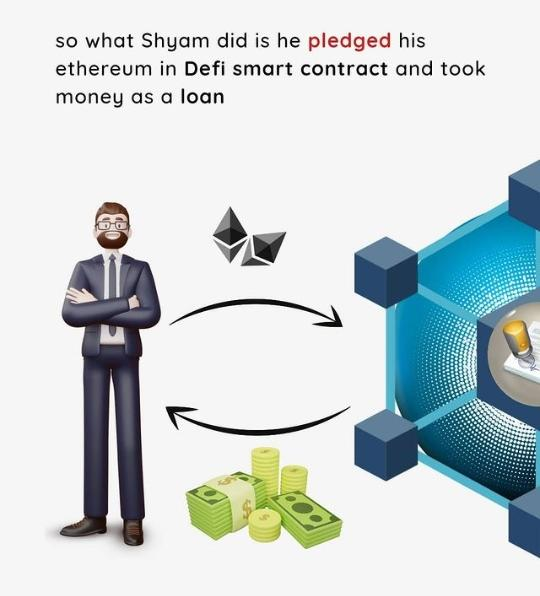 so what Shyam did is he pledged his
ethereum in Defi smart contract and took
money as a loan